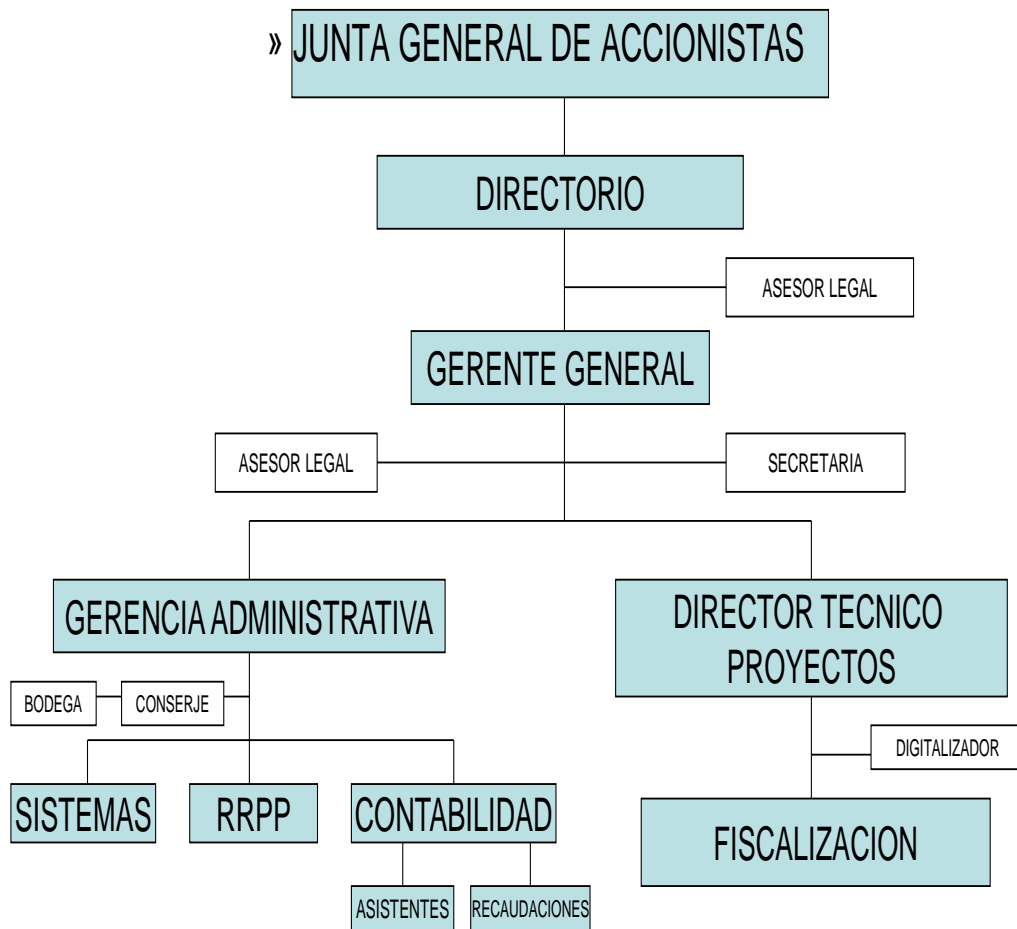 » JUNTA GENERAL DE ACCIONISTAS
DIRECTORIO
ASESOR LEGAL
GERENTE GENERAL
ASESOR LEGAL
SECRETARIA
GERENCIA ADMINISTRATIVA
DIRECTOR TECNICO
PROYECTOS
BODEGA
CONSERJE
DIGITALIZADOR
SISTEMAS
RRPP
CONTABILIDAD
FISCALIZACION
ASISTENTES
RECAUDACIONES